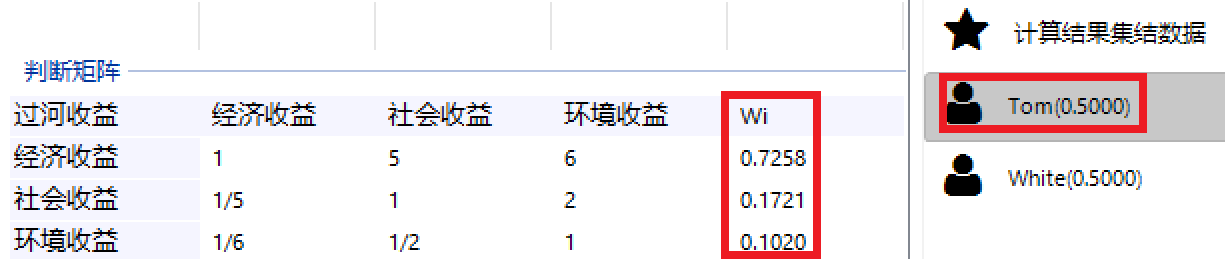 判断矩阵
过河收益 经济收益 社会收益 环境收益 Wi
经济收益 1 5 6 0.7258
社会收益 1/5 1 2 0.1721
环境收益 1/6 1/2 1 0.1020
计算结果集结数据
Tom(0.5000)
White(0.5000)